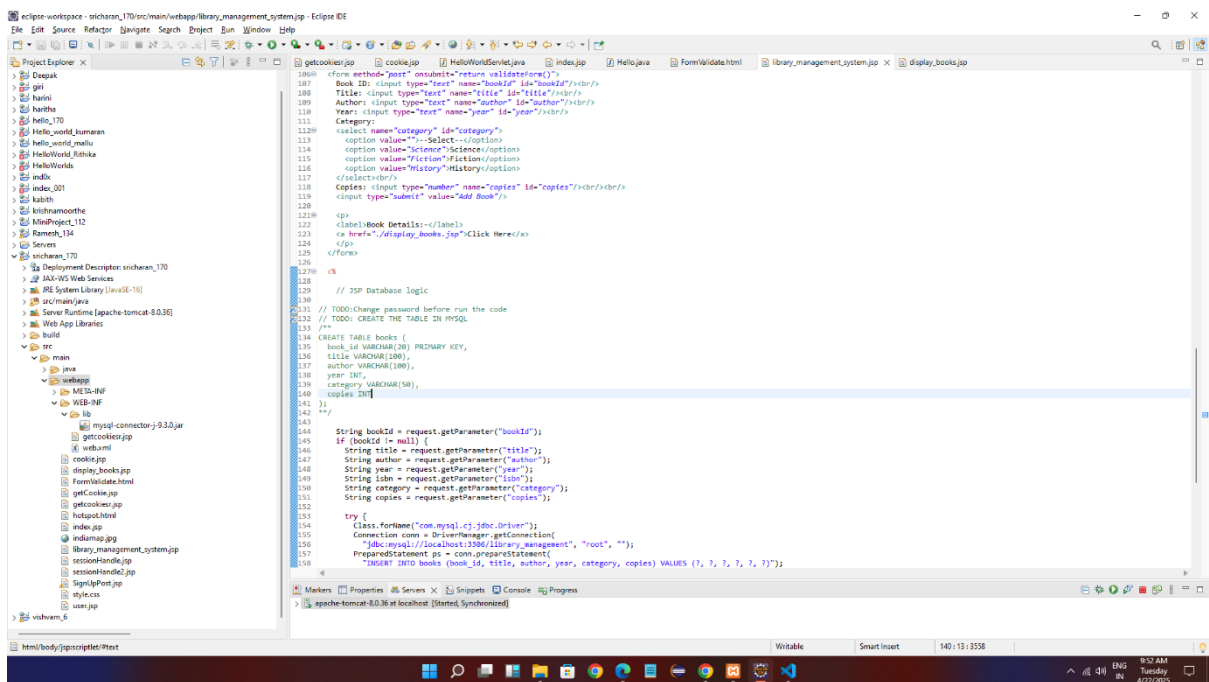 eclipse-workspace - sricharan_170/src/main/webapp/library_management_system.jsp - Eclipse IDE
File Edit Source Refactor Navigate Search Project Run Window Help
Project Explorer
Deepak
giri
harini
haritha
hello_170
Hello_world_kumaran
hello_world_mallu
HelloWorld_Rithika
HelloWorlds
ind0x
index_001
kabith
krishnamoorthe
MiniProject_112
Ramesh_134
Servers
sricharan_170
Deployment Descriptor: sricharan_170
JAX-WS Web Services
JRE System Library [JavaSE-16]
src/main/java
Server Runtime [apache-tomcat-8.0.36]
Web App Libraries
build
src
main
java
webapp
META-INF
WEB-INF
lib
mysql-connector-j-9.3.0.jar
getcookiesr.jsp
web.xml
cookie.jsp
display_books.jsp
FormValidate.html
getCookie.jsp
getcookiesr.jsp
hotspot.html
index.jsp
indiamap.jpg
library_management_system.jsp
sessionHandle.jsp
sessionHandle2.jsp
SignUpPost.jsp
style.css
user.jsp
vishvam_6
getcookiesr.jsp cookie.jsp HelloWorldServlet.java index.jsp Hello.java FormValidate.html library_management_system.jsp display_books.jsp
106 <form method="post" onsubmit="return validateForm()">
107 Book ID: <input type="text" name="bookId" id="bookId"/><br/>
108 Title: <input type="text" name="title" id="title"/><br/>
109 Author: <input type="text" name="author" id="author"/><br/>
110 Year: <input type="text" name="year" id="year"/><br/>
111 Category:
112 <select name="category" id="category">
113 <option value="">--Select--</option>
114 <option value="Science">Science</option>
115 <option value="Fiction">Fiction</option>
116 <option value="History">History</option>
117 </select><br/>
118 Copies: <input type="number" name="copies" id="copies"/><br/><br/>
119 <input type="submit" value="Add Book"/>
120
121 <p>
122 <label>Book Details:-</label>
123 <a href="./display_books.jsp">Click Here</a>
124 </p>
125 </form>
126
127 <%
128
129 // JSP Database logic
130
131 // TODO:Change password before run the code
132 // TODO: CREATE THE TABLE IN MYSQL
133 /**
134 CREATE TABLE books (
135 book_id VARCHAR(20) PRIMARY KEY,
136 title VARCHAR(100),
137 author VARCHAR(100),
138 year INT,
139 category VARCHAR(50),
140 copies INT
141 );
142 **/
143
144 String bookId = request.getParameter("bookId");
145 if (bookId != null) {
146 String title = request.getParameter("title");
147 String author = request.getParameter("author");
148 String year = request.getParameter("year");
149 String isbn = request.getParameter("isbn");
150 String category = request.getParameter("category");
151 String copies = request.getParameter("copies");
152
153 try {
154 Class.forName("com.mysql.cj.jdbc.Driver");
155 Connection conn = DriverManager.getConnection(
156 "jdbc:mysql://localhost:3306/library_management", "root", "");
157 PreparedStatement ps = conn.prepareStatement(
158 "INSERT INTO books (book_id, title, author, year, category, copies) VALUES (?, ?, ?, ?, ?, ?)");
Markers Properties Servers Snippets Console Progress
apache-tomcat-8.0.36 at localhost [Started, Synchronized]
html/body/jsp:scriptlet/#text Writable Smart Insert 140 : 13 : 3558
ENG
IN
9:52 AM
Tuesday
4/22/2025